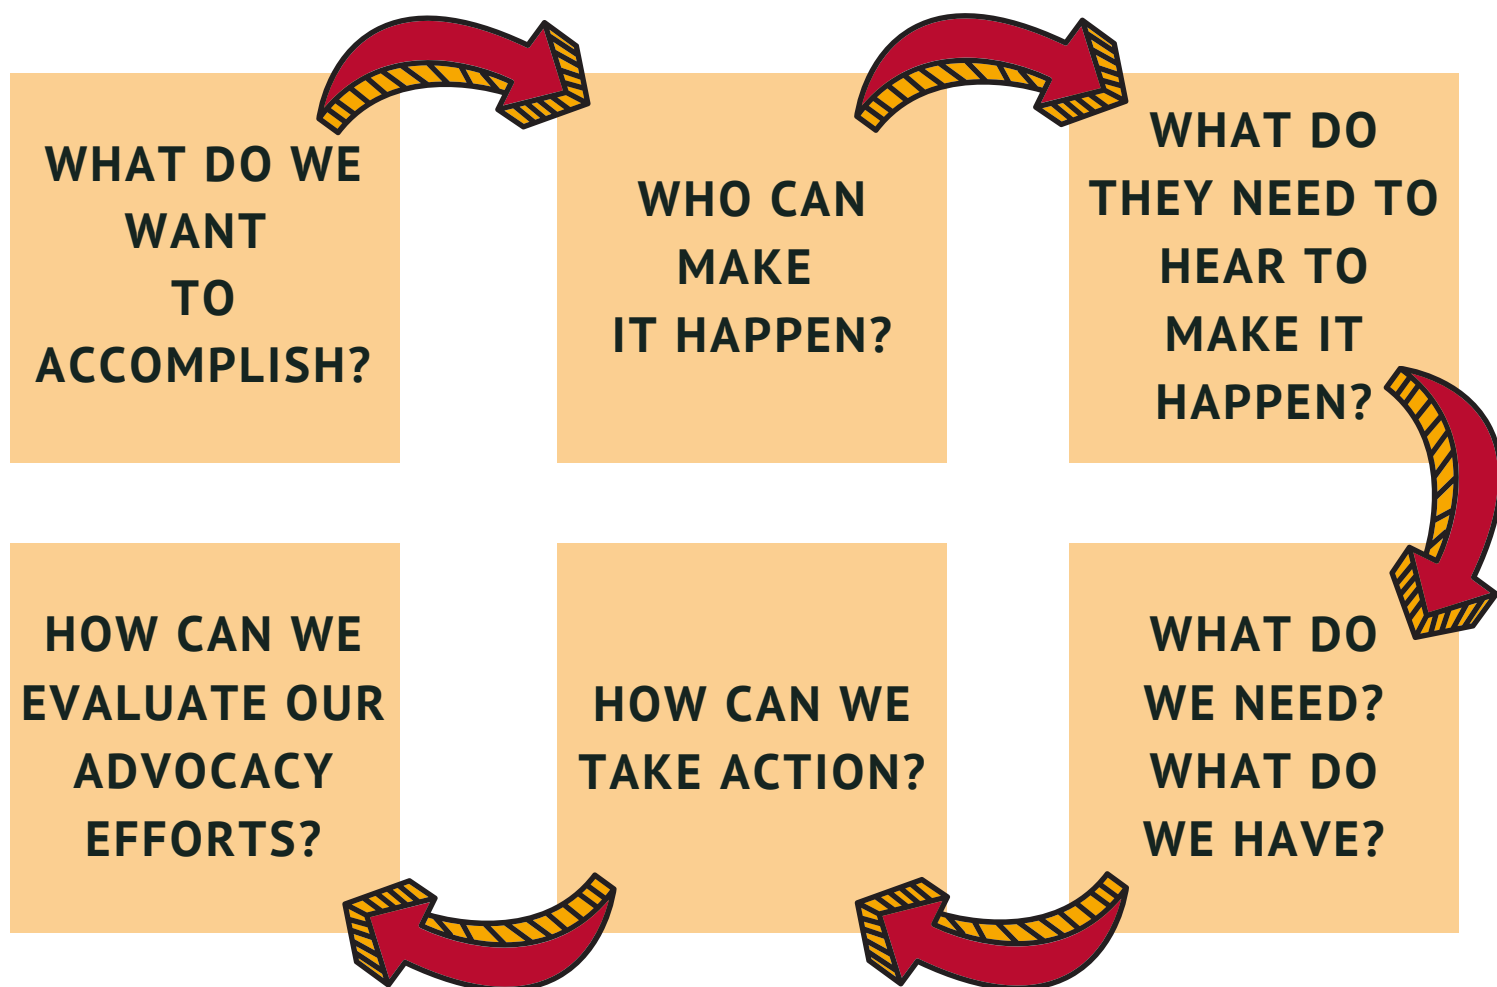 WHAT DO WE
WANT
TO
ACCOMPLISH?
WHO CAN
MAKE
IT HAPPEN?
WHAT DO
THEY NEED TO
HEAR TO
MAKE IT
HAPPEN?
WHAT DO
WE NEED?
WHAT DO
WE HAVE?
HOW CAN WE
TAKE ACTION?
HOW CAN WE
EVALUATE OUR
ADVOCACY
EFFORTS?